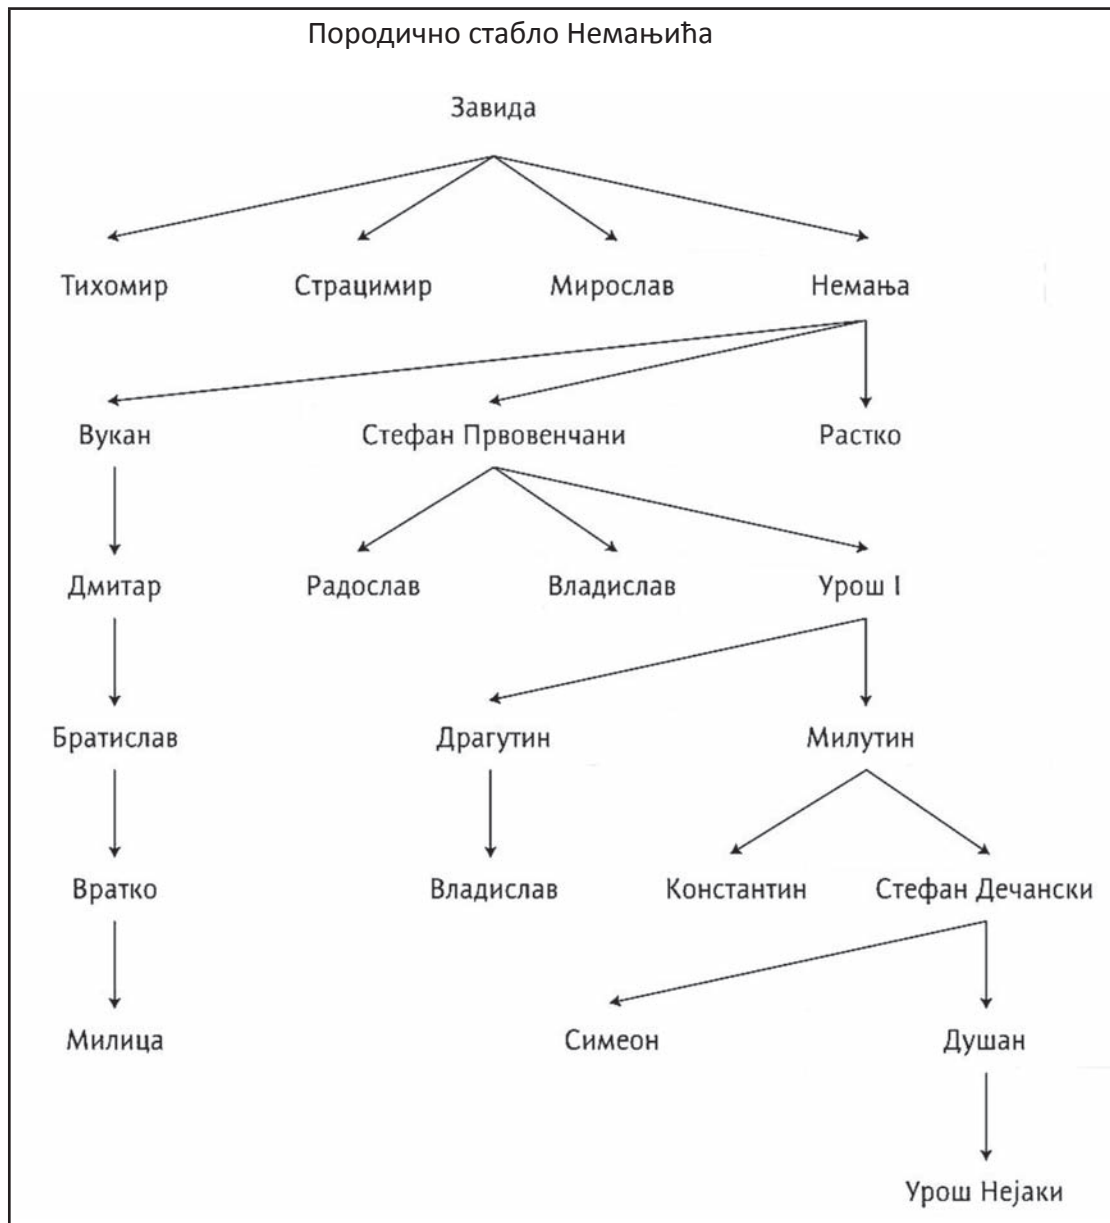 Породично стабло Немањића
Завида
Тихомир Страцимир Мирослав Немања
Вукан Стефан Првовенчани Растко
Дмитар Радослав Владислав Урош I
Братислав Драгутин Милутин
Вратко Владислав Константин Стефан Дечански
Милица Симеон Душан
Урош Нејаки